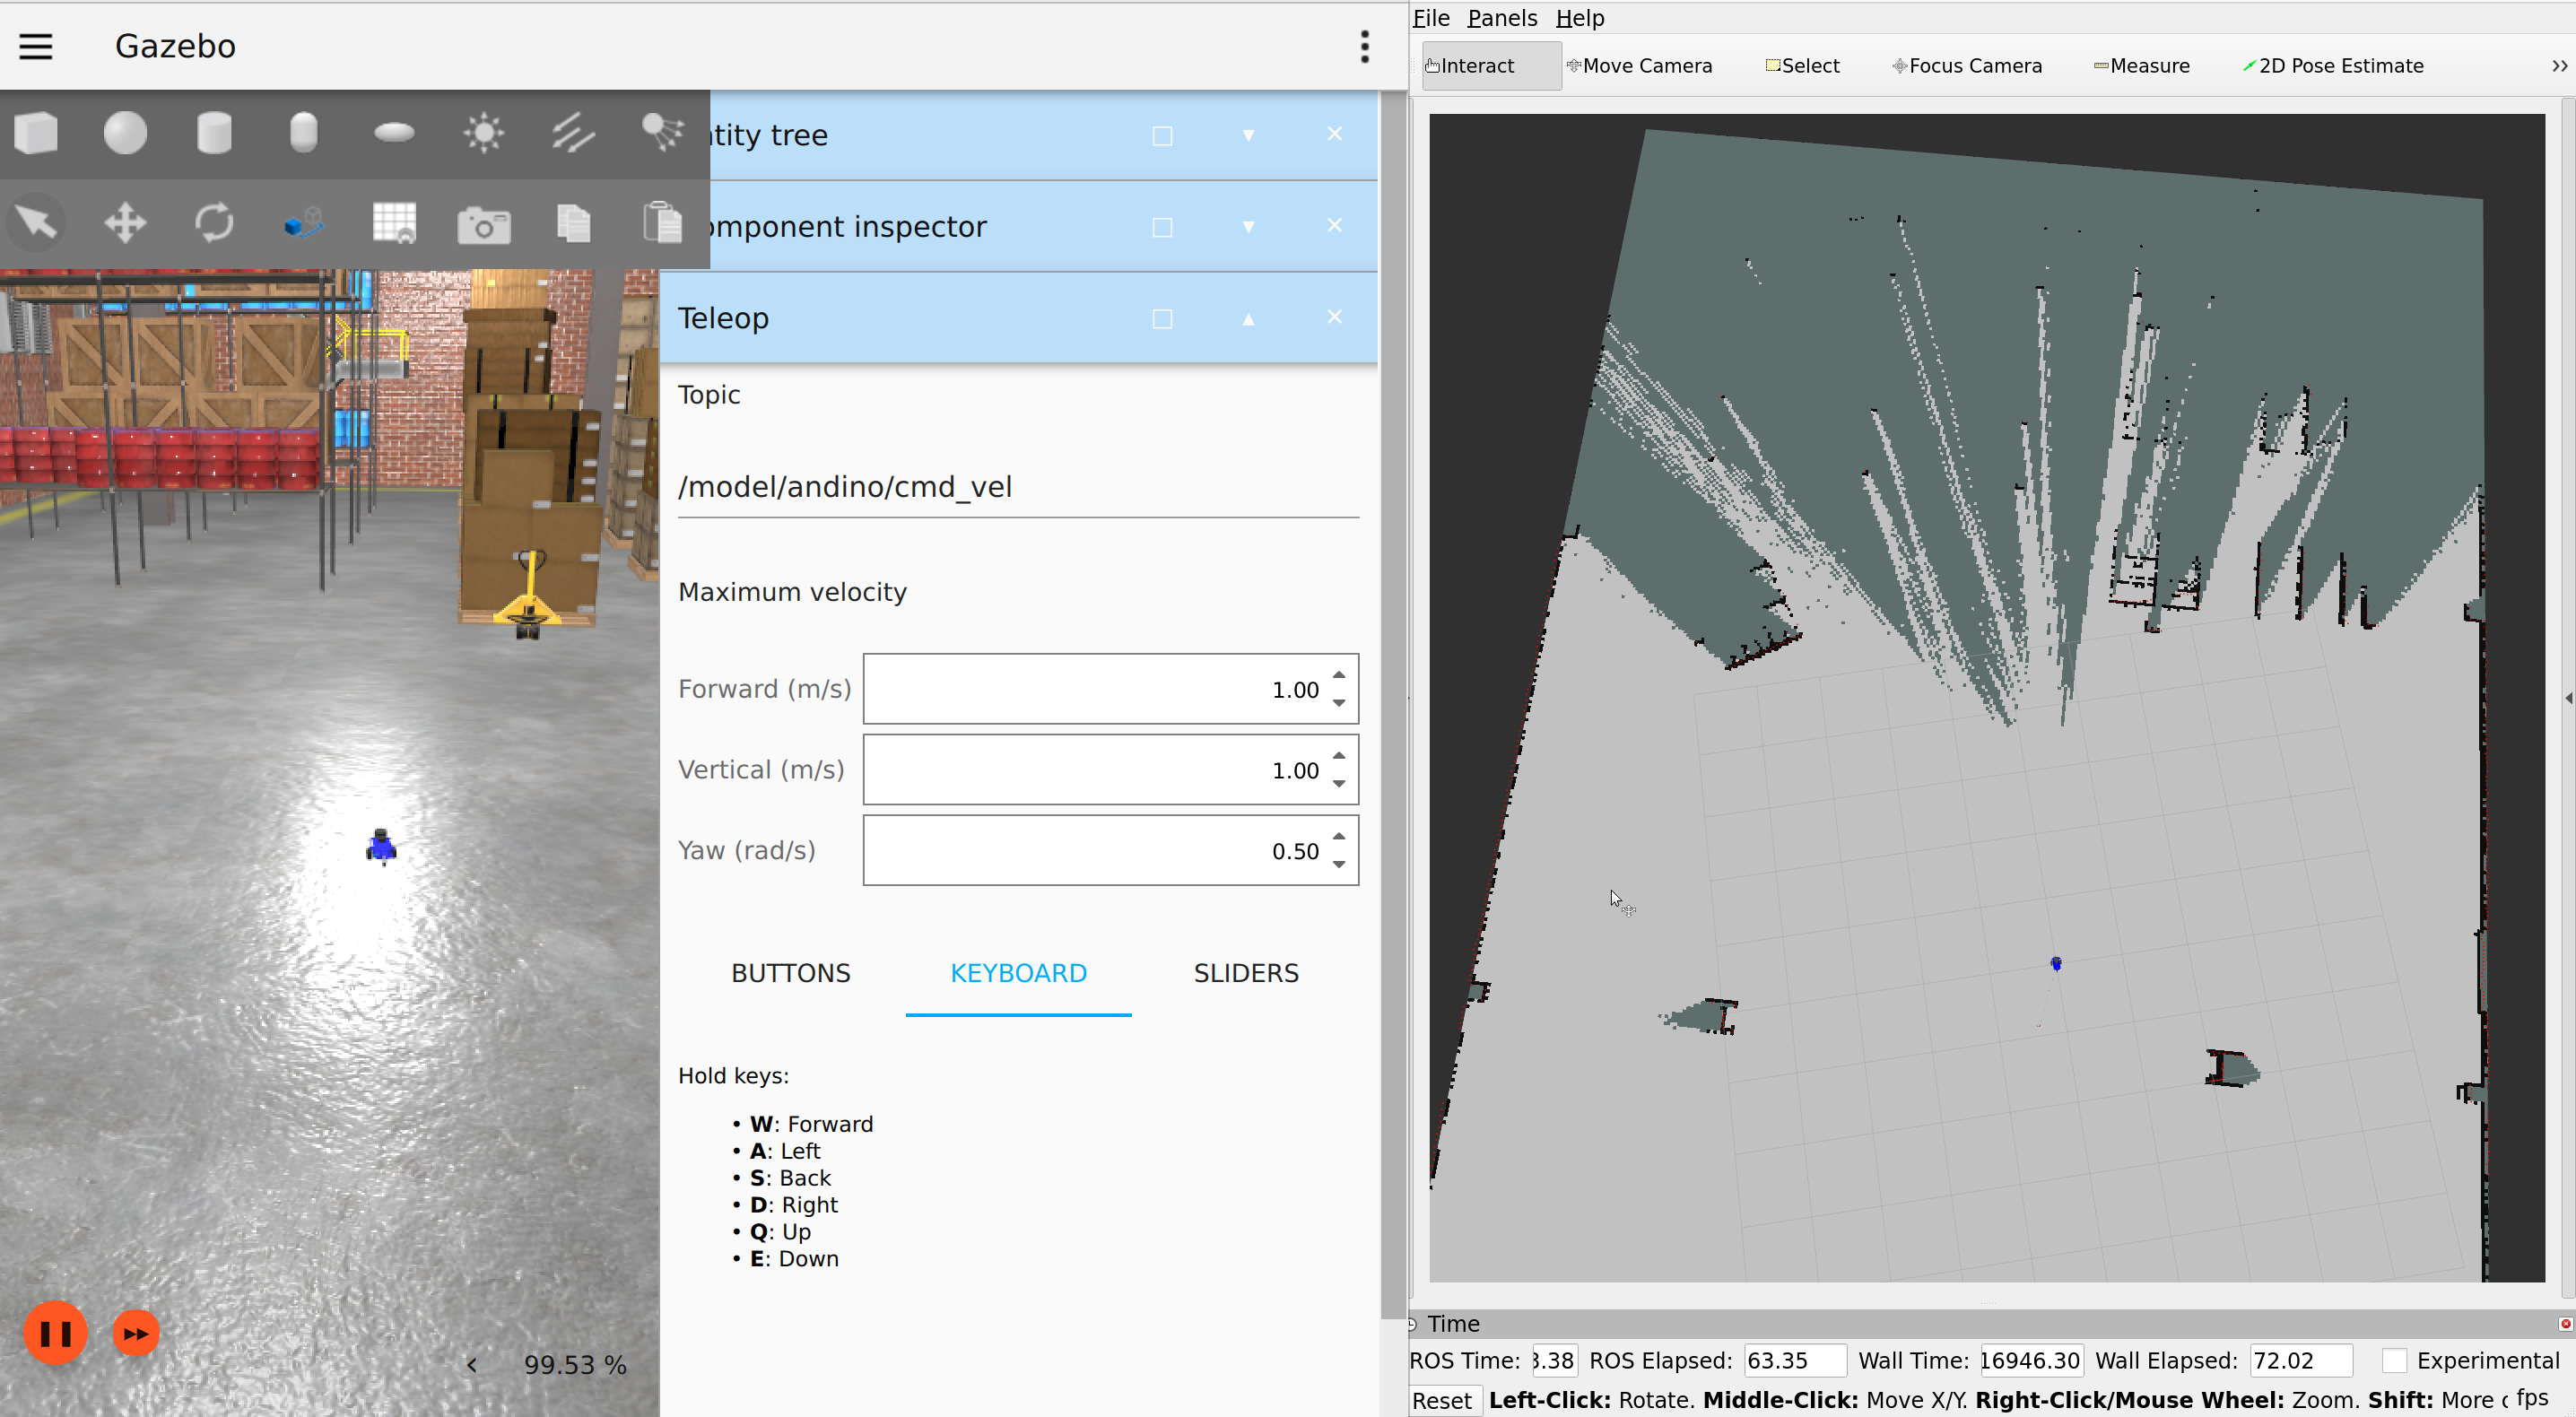 Gazebo
tity tree
mponent inspector
Teleop
Topic
/model/andino/cmd_vel
Maximum velocity
Forward (m/s) 1.00
Vertical (m/s) 1.00
Yaw (rad/s) 0.50
BUTTONS KEYBOARD SLIDERS
Hold keys:
• W: Forward
• A: Left
• S: Back
• D: Right
• Q: Up
• E: Down
99.53 %
File Panels Help
Interact Move Camera Select Focus Camera Measure 2D Pose Estimate
Time
ROS Time: 3.38 ROS Elapsed: 63.35 Wall Time: 16946.30 Wall Elapsed: 72.02 Experimental
Reset Left-Click: Rotate. Middle-Click: Move X/Y. Right-Click/Mouse Wheel: Zoom. Shift: More fps